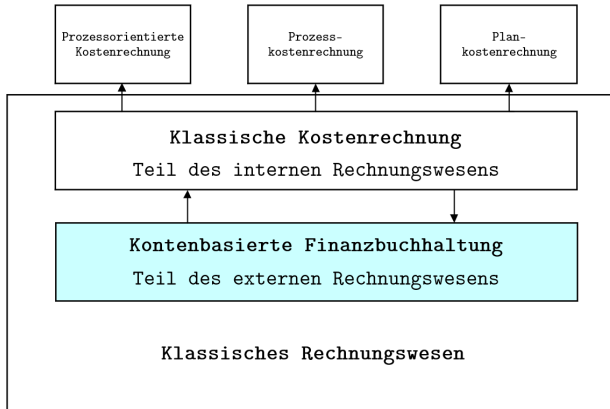 Prozessorientierte
Kostenrechnung
Prozess-
kostenrechnung
Plan-
kostenrechnung
Klassische Kostenrechnung
Teil des internen Rechnungswesens
Kontenbasierte Finanzbuchhaltung
Teil des externen Rechnungswesens
Klassisches Rechnungswesen